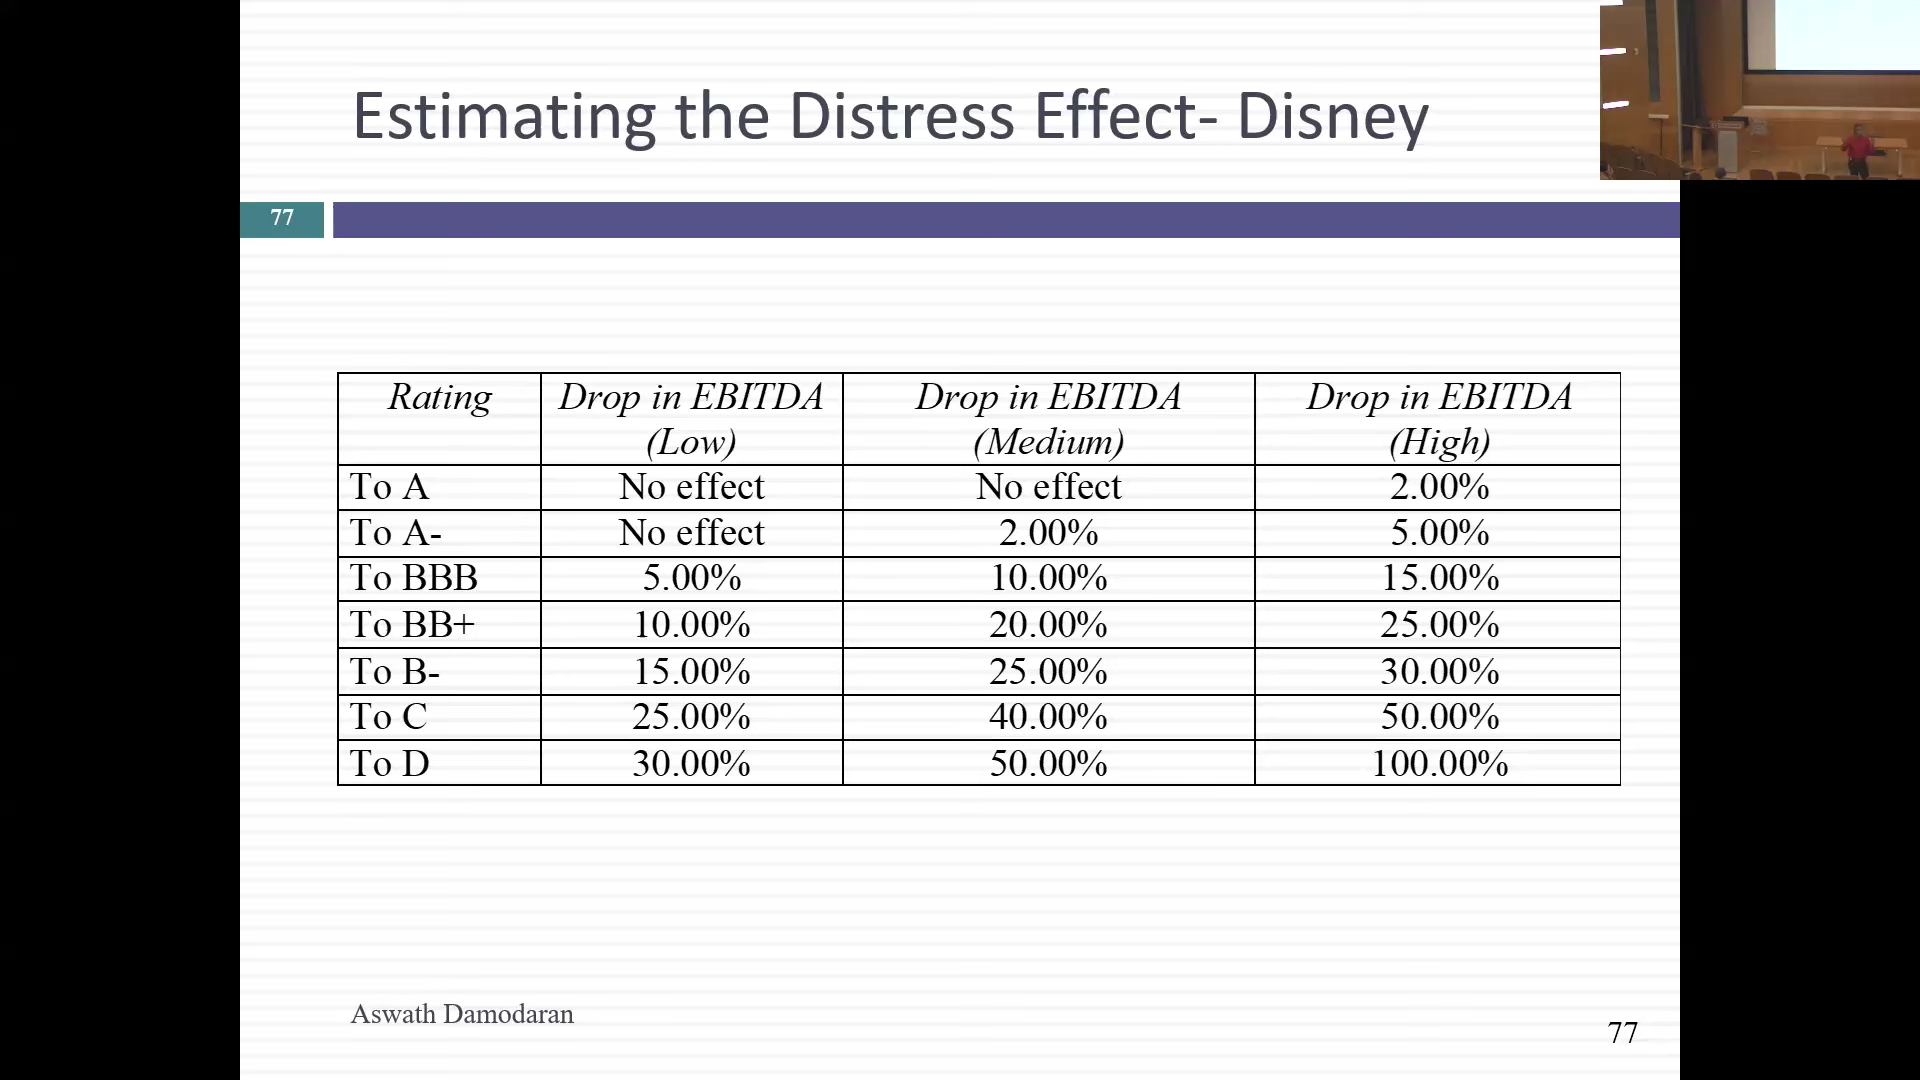 Estimating the Distress Effect- Disney
77
Rating Drop in EBITDA (Low) Drop in EBITDA (Medium) Drop in EBITDA (High)
To A No effect No effect 2.00%
To A- No effect 2.00% 5.00%
To BBB 5.00% 10.00% 15.00%
To BB+ 10.00% 20.00% 25.00%
To B- 15.00% 25.00% 30.00%
To C 25.00% 40.00% 50.00%
To D 30.00% 50.00% 100.00%
Aswath Damodaran
77